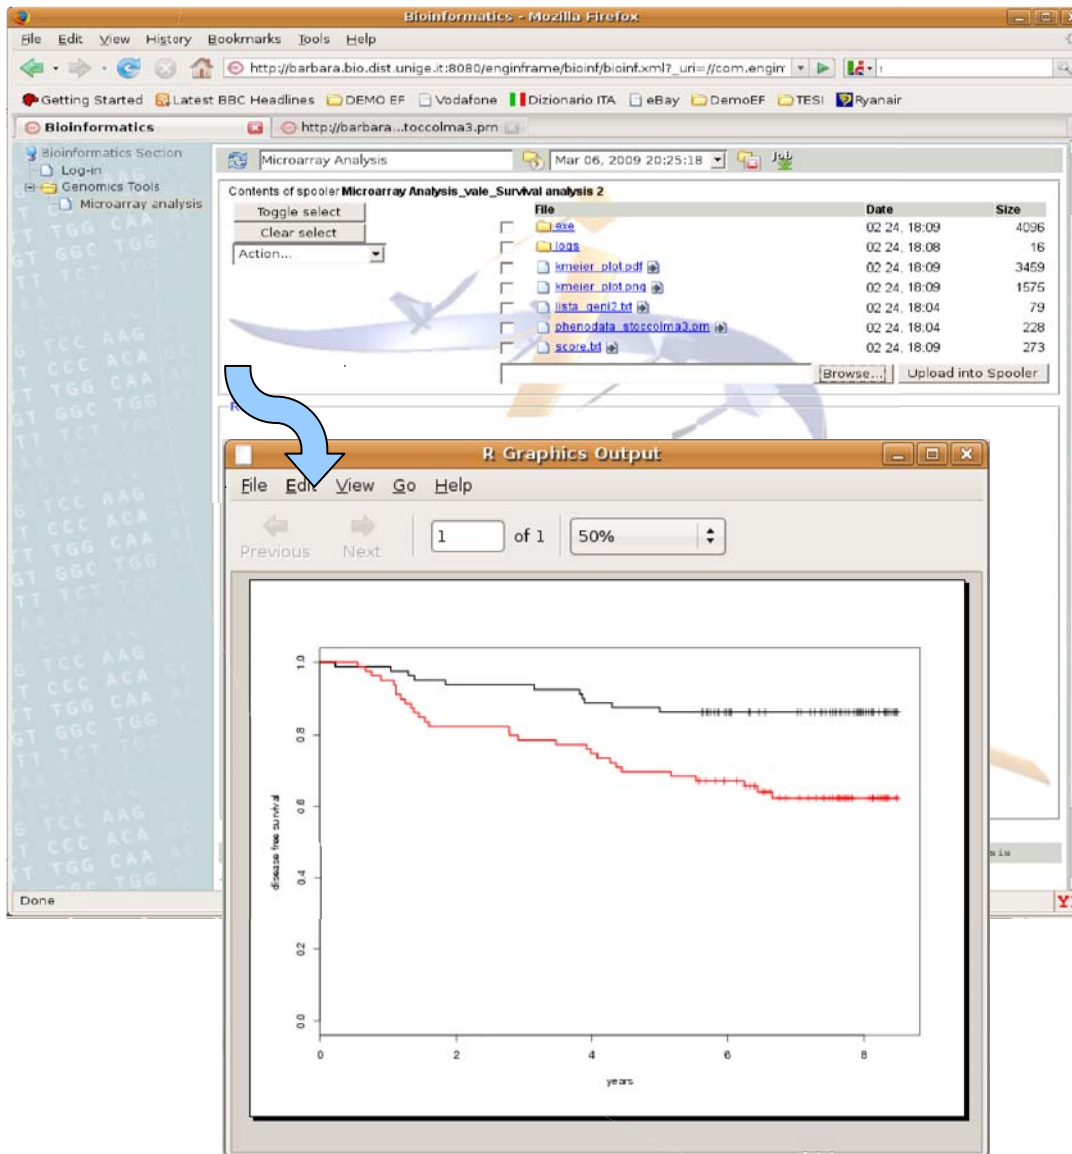 Bioinformatics - Mozilla Firefox
File Edit View History Bookmarks Tools Help
http://barbara.bio.dist.unige.it:8080/enginframe/bioinf/bioinf.xml?_uri=//com.engin
Getting Started Latest BBC Headlines DEMO EF Vodafone Dizionario ITA eBay DemoEF TESI Ryanair
Bioinformatics http://barbara...toccolma3.prn
Bioinformatics Section
Log-in
Genomics Tools
Microarray analysis
Microarray Analysis Mar 06, 2009 20:25:18 Job
Contents of spooler Microarray Analysis_vale_Survival analysis 2
Toggle select
Clear select
Action...
File Date Size
exe 02 24, 18:09 4096
logs 02 24, 18:08 16
kmeier_plot.pdf 02 24, 18:09 3459
kmeier_plot.png 02 24, 18:09 1575
lista_geni2.txt 02 24, 18:04 79
phenodata_stoccolma3.prn 02 24, 18:04 228
score.txt 02 24, 18:09 273
Browse... Upload into Spooler
R Graphics Output
File Edit View Go Help
Previous Next 1 of 1 50%
disease free survival
1.0
0.8
0.6
0.4
0.2
0.0
0 2 4 6 8
years
Done